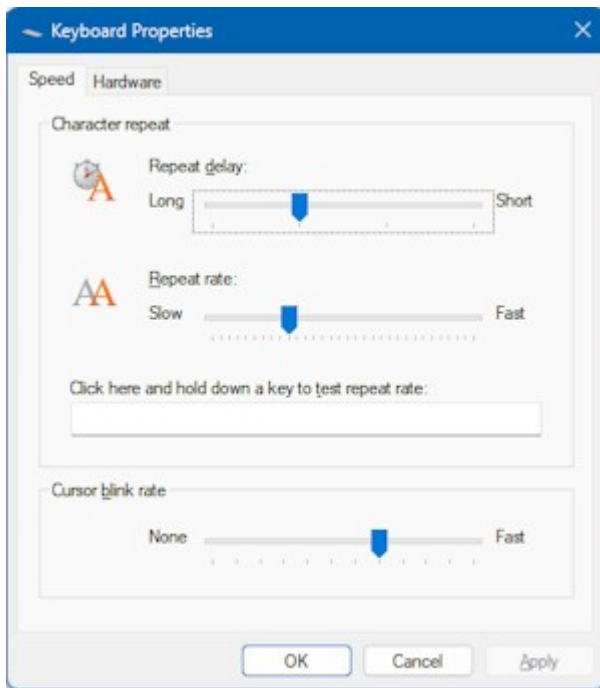 Keyboard Properties
Speed Hardware
Character repeat
Repeat delay:
Long Short
Repeat rate:
Slow Fast
Click here and hold down a key to test repeat rate:
Cursor blink rate
None Fast
OK Cancel Apply